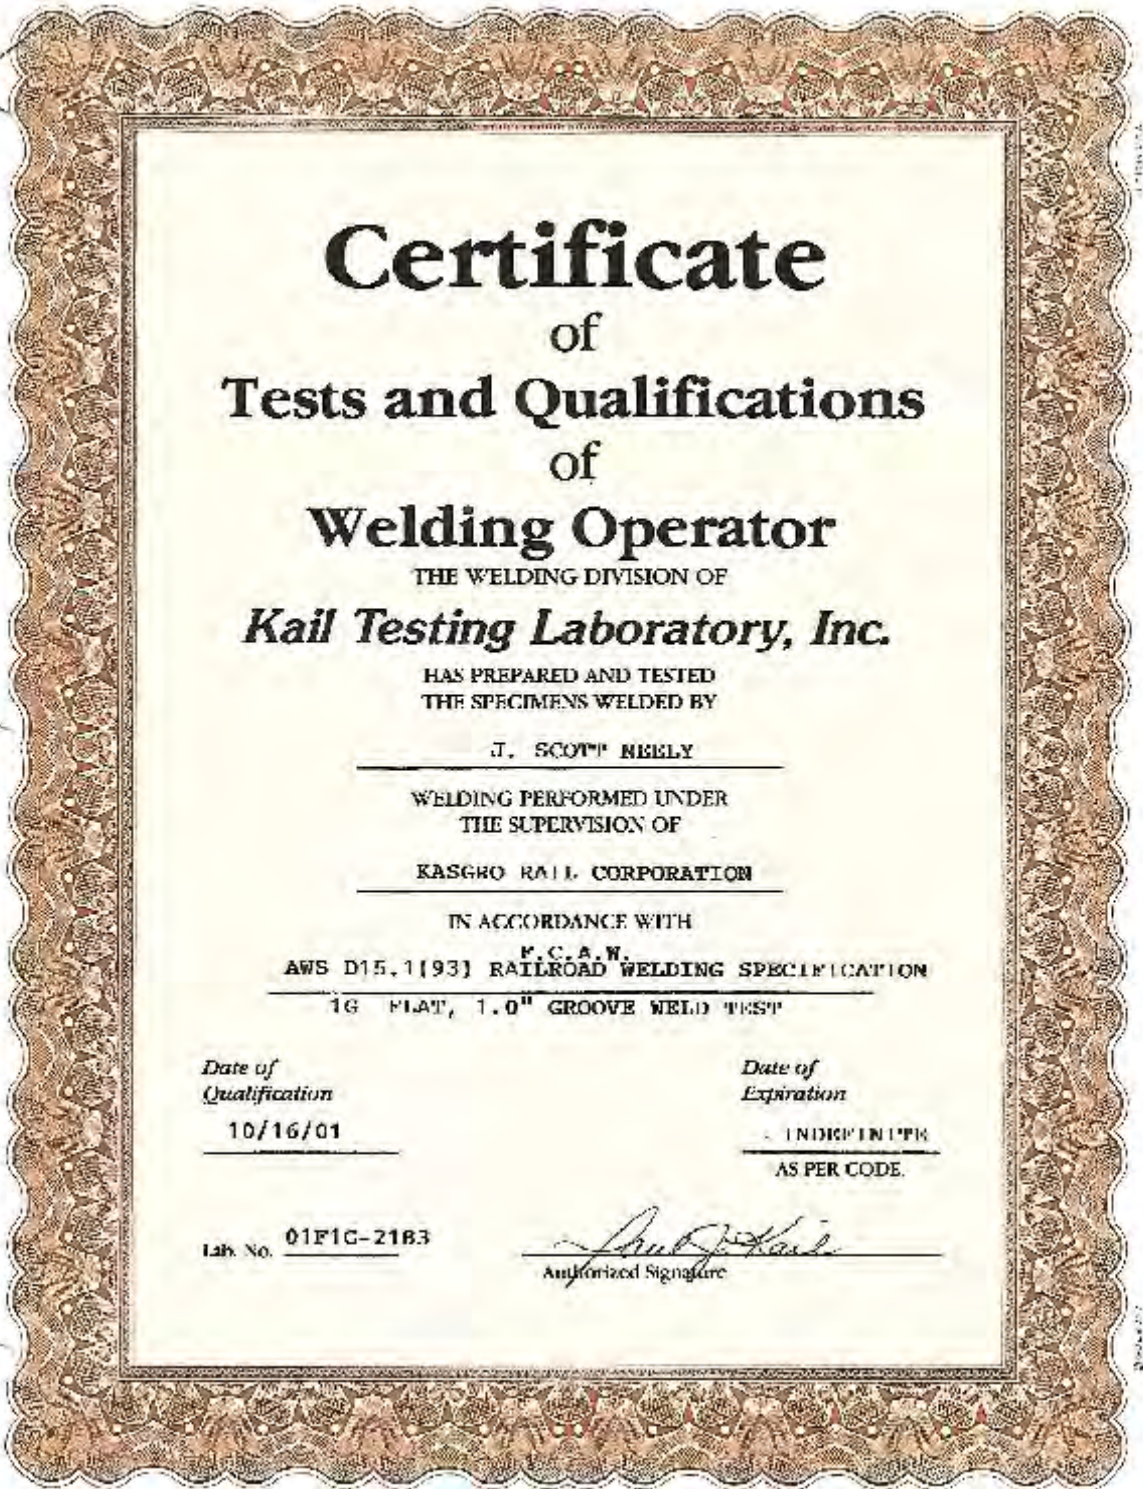 Certificate
of
Tests and Qualifications
of
Welding Operator
THE WELDING DIVISION OF
Kail Testing Laboratory, Inc.
HAS PREPARED AND TESTED
THE SPECIMENS WELDED BY
J. SCOTT NEELY
WELDING PERFORMED UNDER
THE SUPERVISION OF
KASGRO RAIL CORPORATION
IN ACCORDANCE WITH
F.C.A.W.
AWS D15.1[93] RAILROAD WELDING SPECIFICATION
1G FLAT, 1.0" GROOVE WELD TEST
Date of
Qualification
10/16/01
Date of
Expiration
INDEFINITE
AS PER CODE.
Lab. No. 01F1G-2183
Authorized Signature